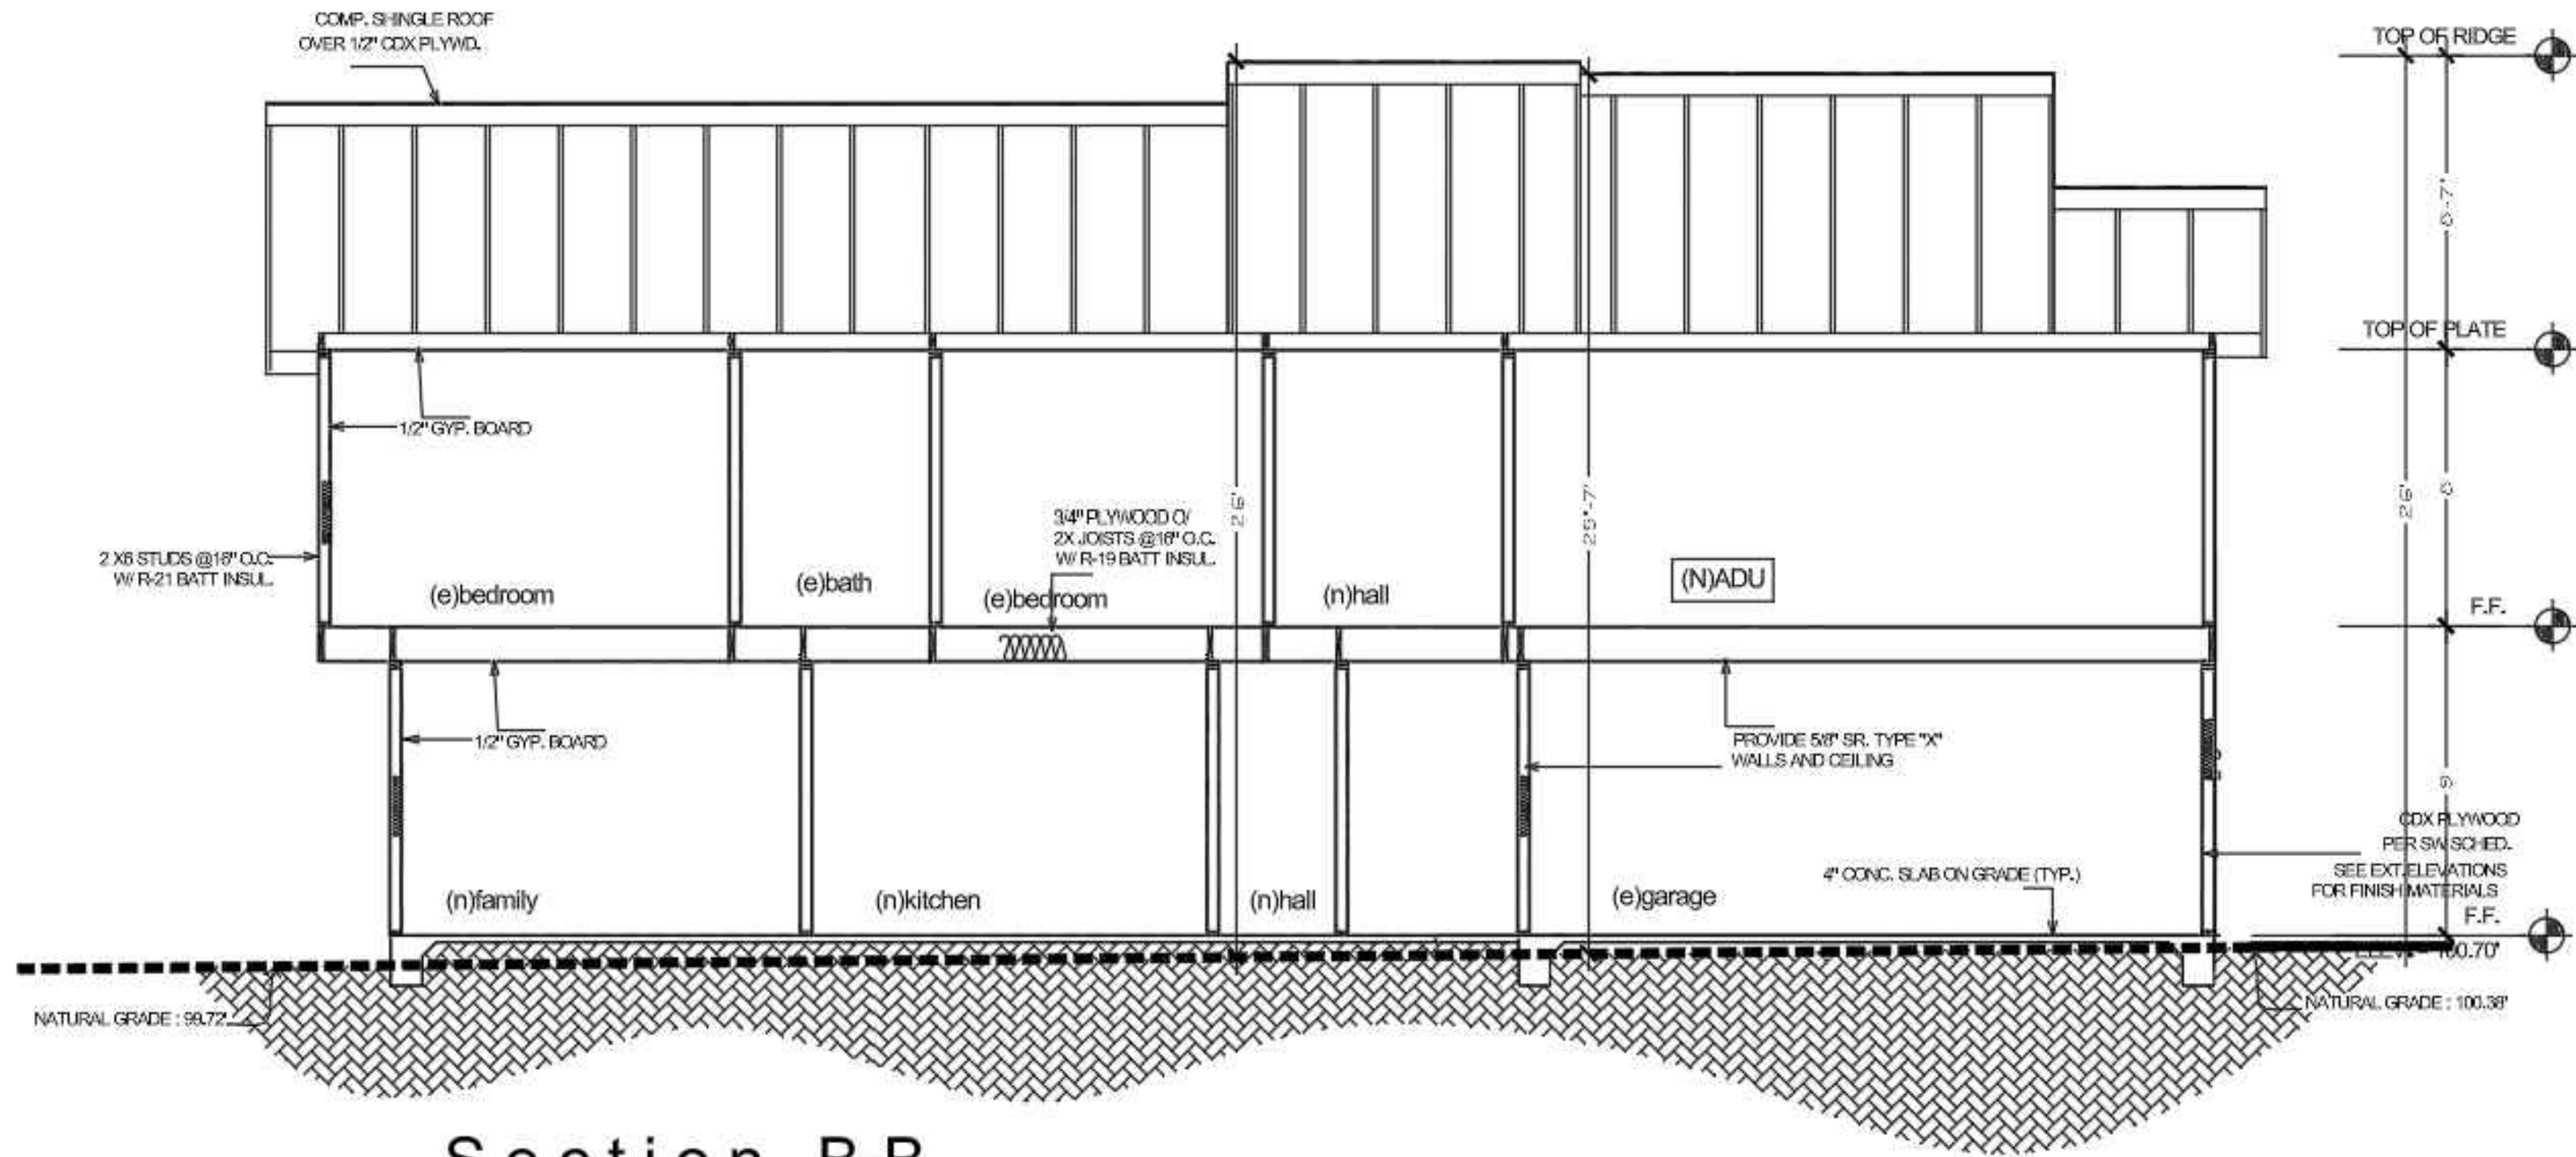 COMP. SHINGLE ROOF
OVER 1/2" CDX PLYWD.
TOP OF RIDGE
TOP OF PLATE
1/2" GYP. BOARD
26'
25'-7"
26'
2 X6 STUDS @16" O.C.
W/ R-21 BATT INSUL.
3/4" PLYWOOD O/
2X JOISTS @16" O.C.
W/ R-19 BATT INSUL.
(e)bedroom
(e)bath
(e)bedroom
(n)hall
(N)ADU
F.F.
1/2" GYP. BOARD
PROVIDE 5/8" SR. TYPE "X"
WALLS AND CEILING
9'
CDX PLYWOOD
PER SW SCHED.
SEE EXT.ELEVATIONS
FOR FINISH MATERIALS
4" CONC. SLAB ON GRADE (TYP.)
(n)family
(n)kitchen
(n)hall
(e)garage
F.F.
100.70'
NATURAL GRADE : 99.72'
NATURAL GRADE : 100.38'
Section B-B